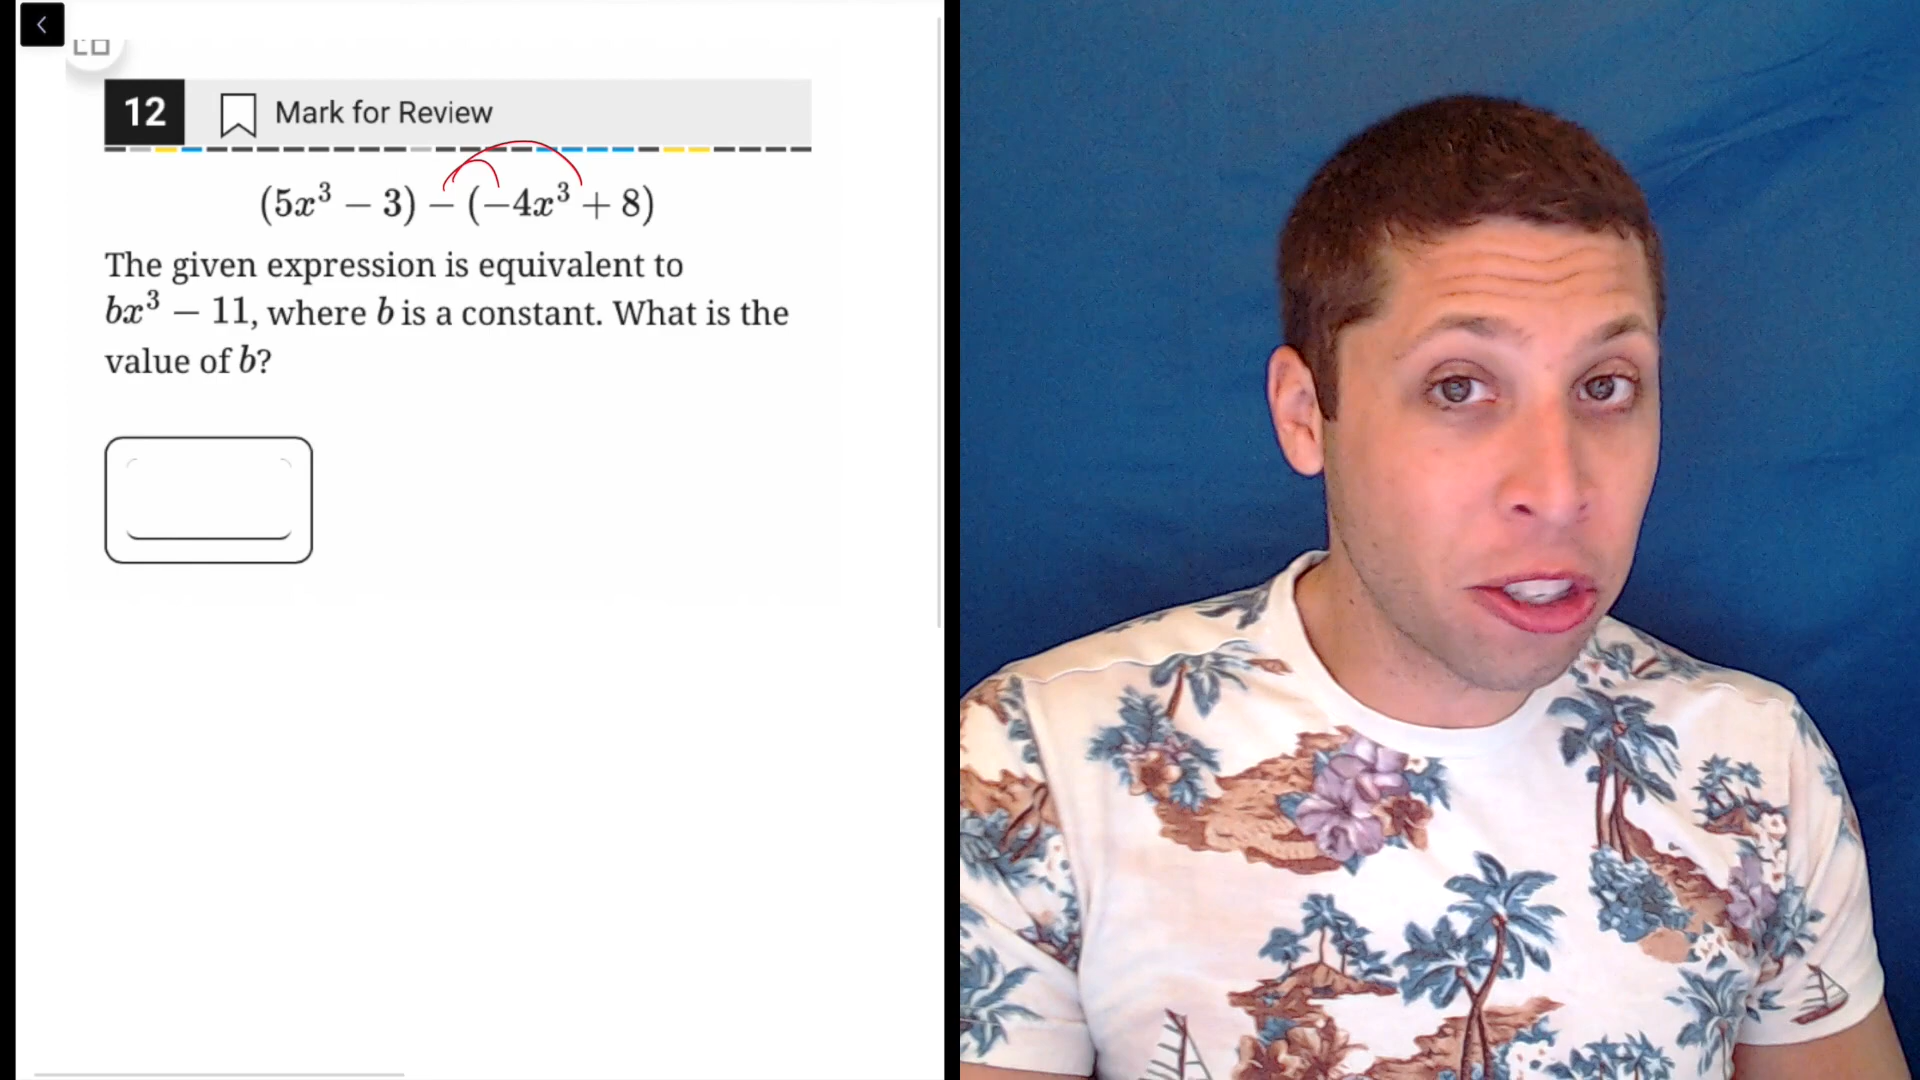 12 Mark for Review
(5x³ − 3) − (−4x³ + 8)
The given expression is equivalent to
bx³ − 11, where b is a constant. What is the
value of b?